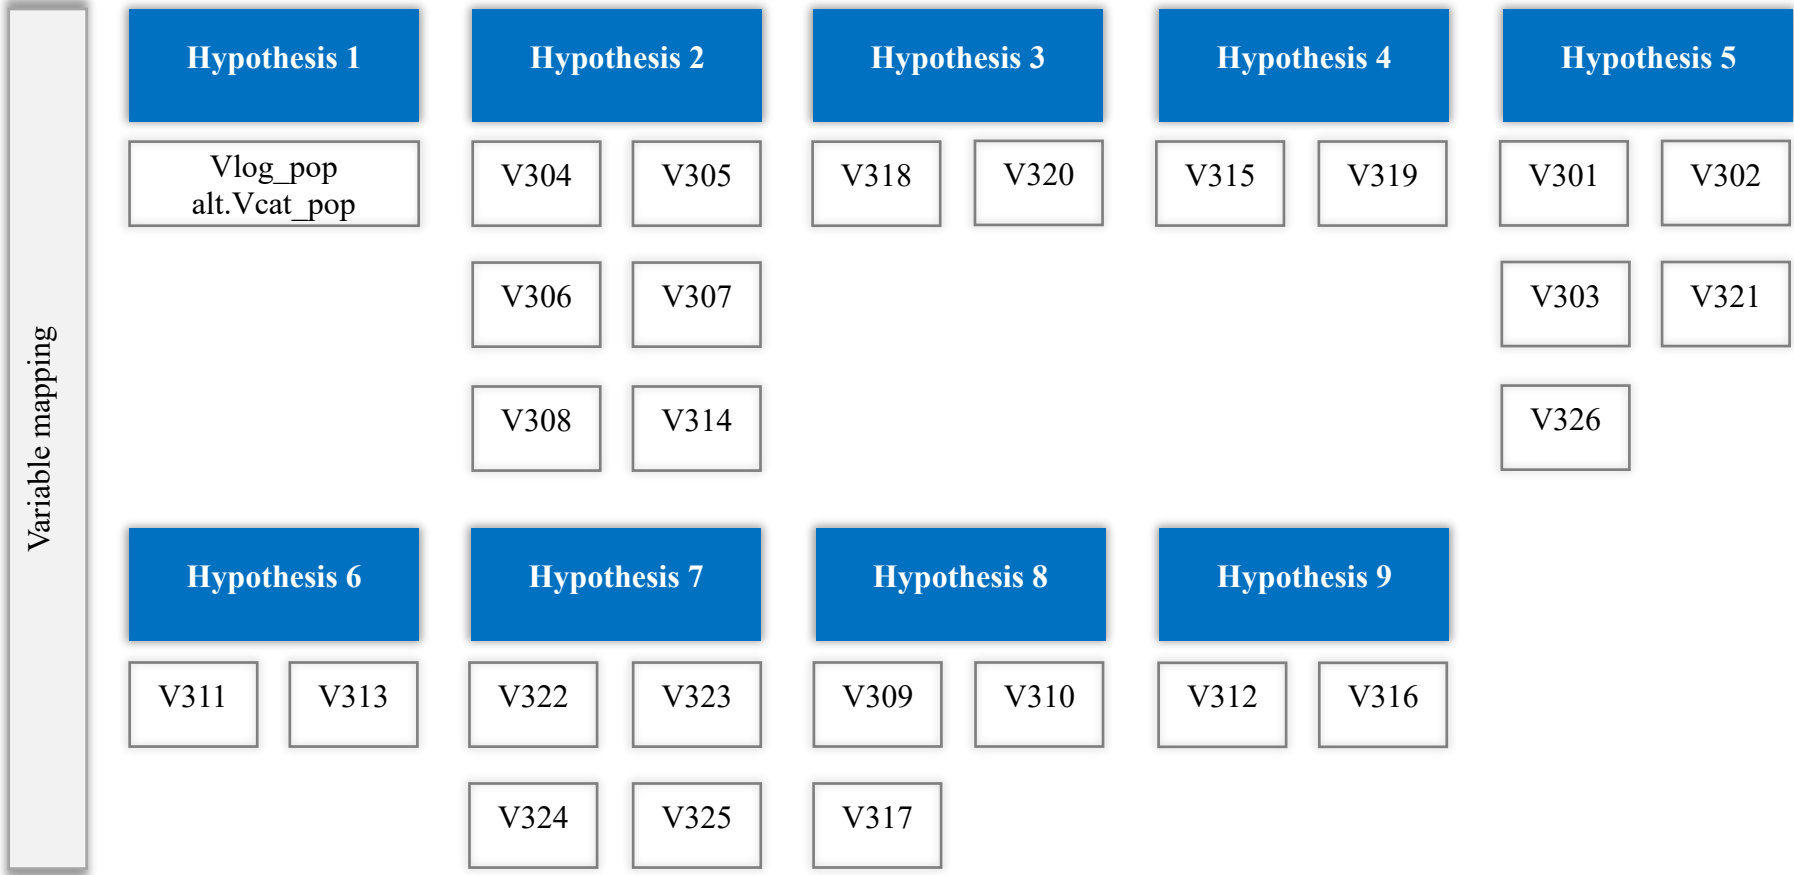 Variable mapping
Hypothesis 1
Hypothesis 2
Hypothesis 3
Hypothesis 4
Hypothesis 5
Vlog_pop
alt.Vcat_pop
V304
V305
V318
V320
V315
V319
V301
V302
V306
V307
V303
V321
V308
V314
V326
Hypothesis 6
Hypothesis 7
Hypothesis 8
Hypothesis 9
V311
V313
V322
V323
V309
V310
V312
V316
V324
V325
V317